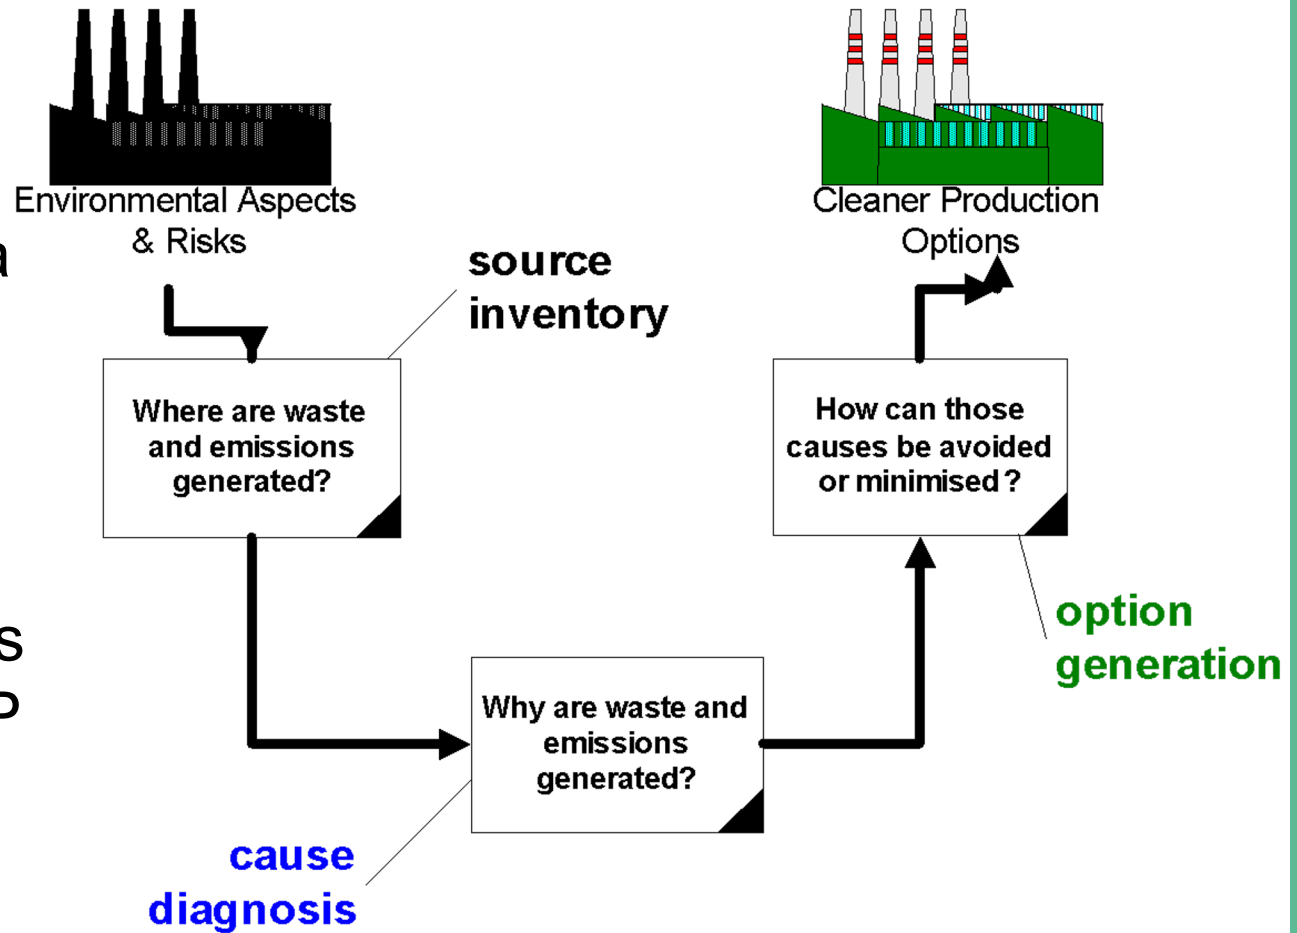 Environmental Aspects
& Risks
Cleaner Production
Options
a
source
inventory
Where are waste
and emissions
generated?
How can those
causes be avoided
or minimised ?
s
option
generation
Why are waste and
emissions
generated?
cause
diagnosis